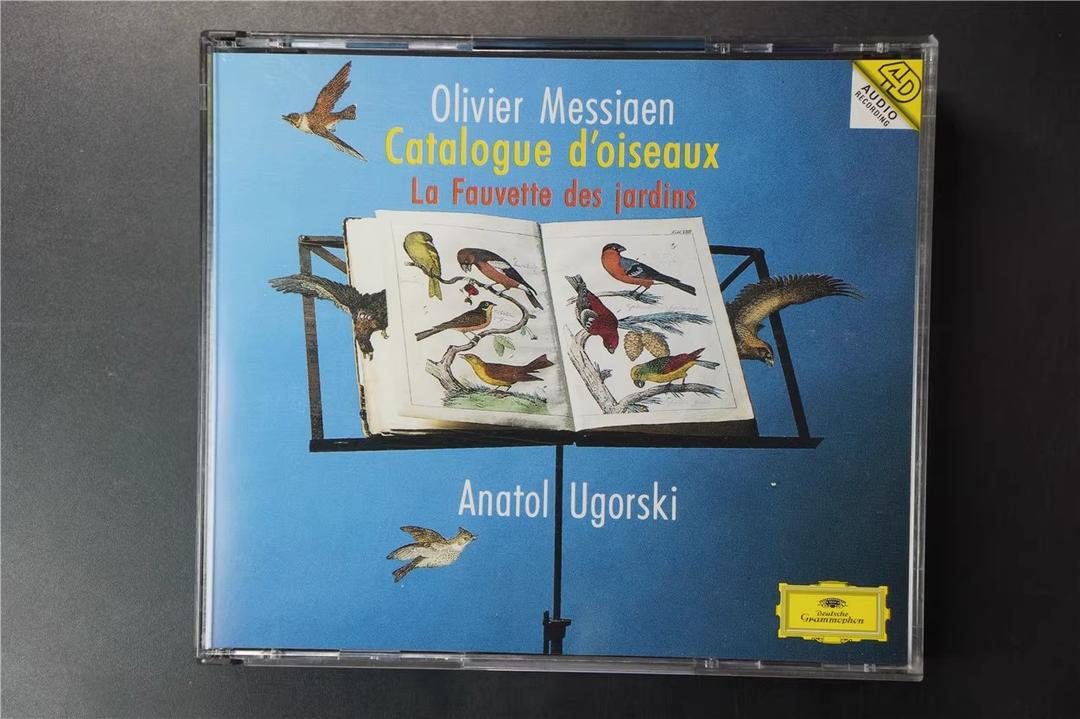 Olivier Messiaen
Catalogue d'oiseaux
La Fauvette des jardins
4D
AUDIO
RECORDING
Anatol Ugorski
Deutsche
Grammophon